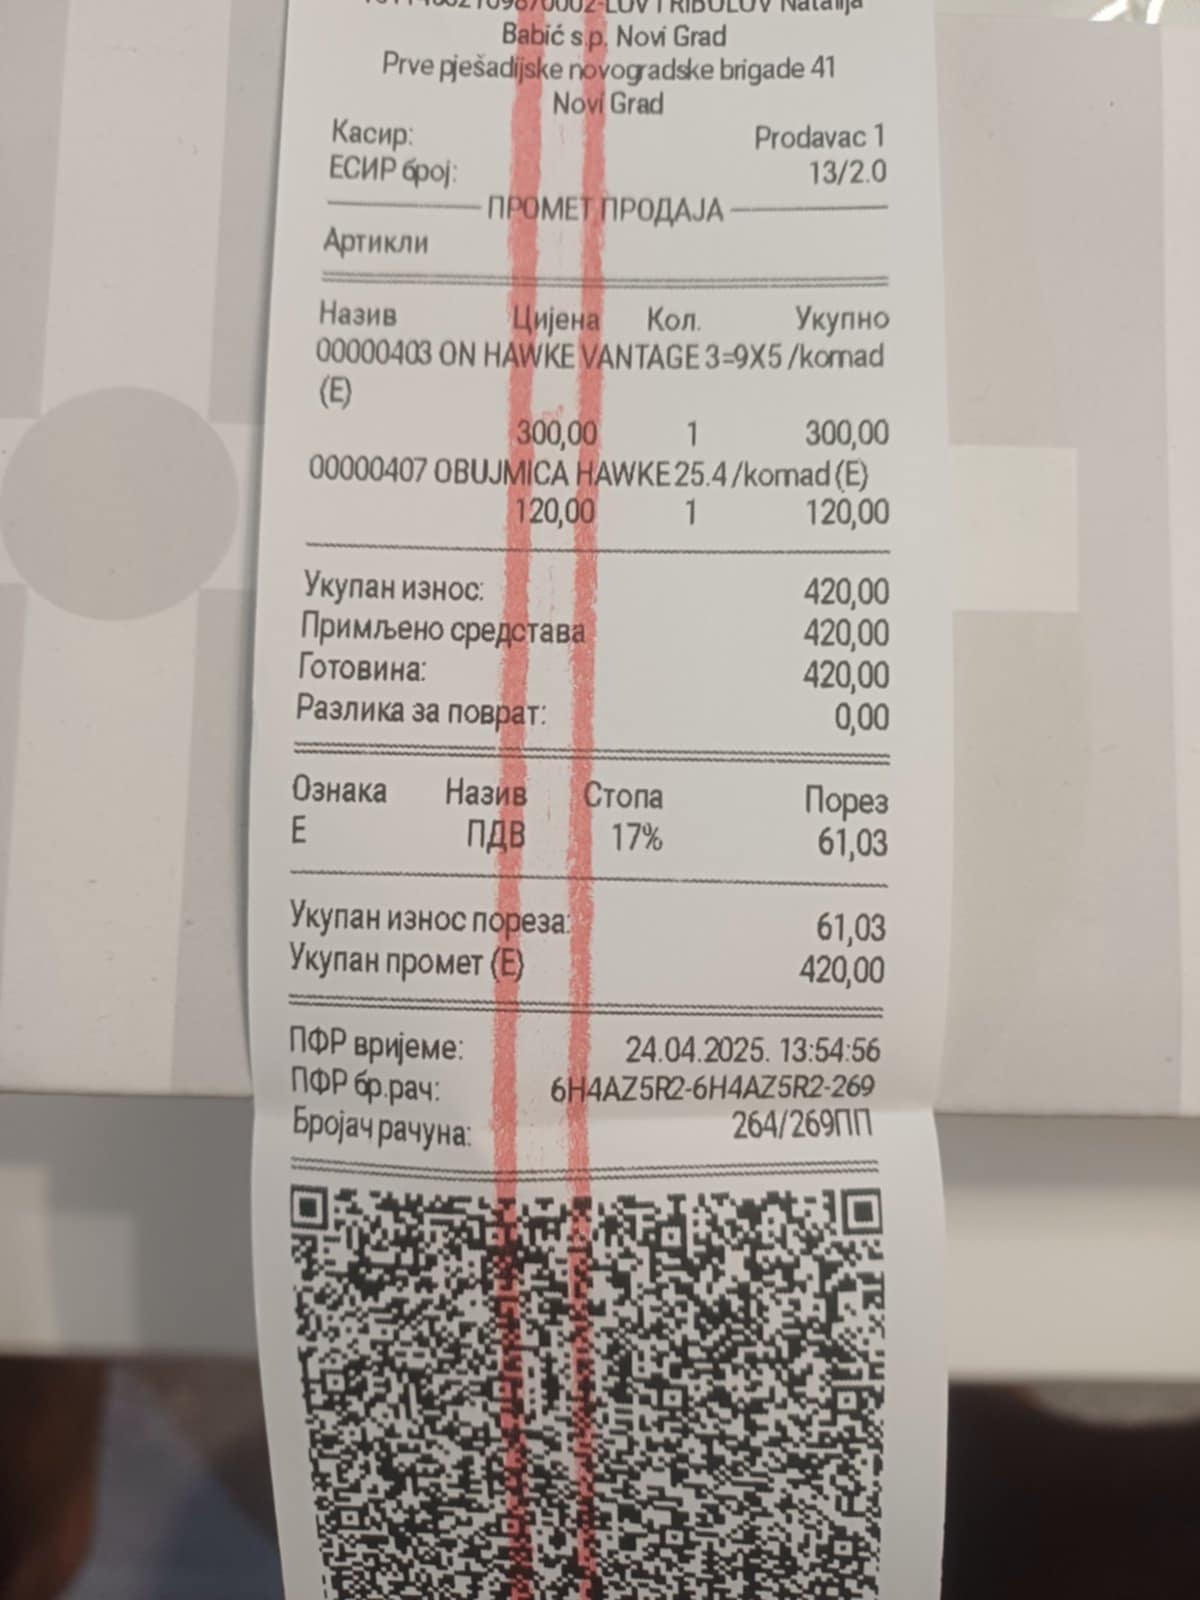 LOV I RIBOLOV Natalija
Babić s.p. Novi Grad
Prve pješadijske novogradske brigade 41
Novi Grad
Касир: Prodavac 1
ЕСИР број: 13/2.0
ПРОМЕТ ПРОДАЈА
Артикли
Назив Цијена Кол. Укупно
00000403 ON HAWKE VANTAGE 3=9X5 /komad
(E)
300,00 1 300,00
00000407 OBUJMICA HAWKE 25.4 /komad (E)
120,00 1 120,00
Укупан износ: 420,00
Примљено средстава 420,00
Готовина: 420,00
Разлика за поврат: 0,00
Ознака Назив Стопа Порез
Е ПДВ 17% 61,03
Укупан износ пореза: 61,03
Укупан промет (Е) 420,00
ПФР вријеме: 24.04.2025. 13:54:56
ПФР бр.рач: 6H4AZ5R2-6H4AZ5R2-269
Бројач рачуна: 264/269ПП